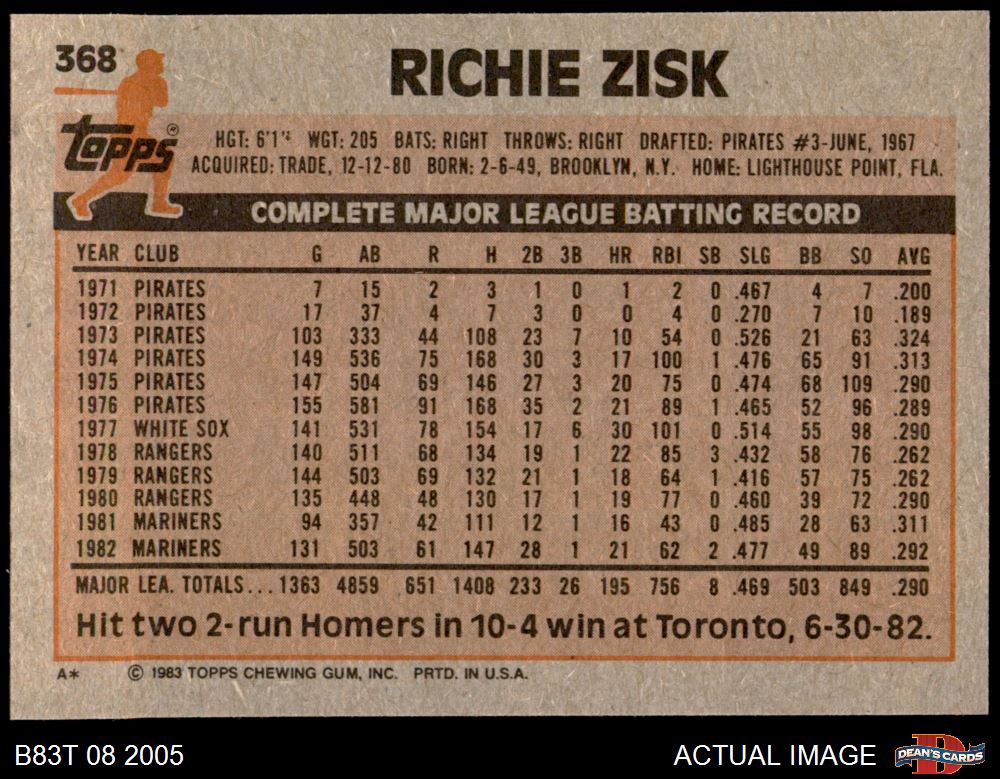 368
RICHIE ZISK
topps®
HGT: 6'1" WGT: 205 BATS: RIGHT THROWS: RIGHT DRAFTED: PIRATES #3-JUNE, 1967
ACQUIRED: TRADE, 12-12-80 BORN: 2-6-49, BROOKLYN, N.Y. HOME: LIGHTHOUSE POINT, FLA.
COMPLETE MAJOR LEAGUE BATTING RECORD
YEAR CLUB G AB R H 2B 3B HR RBI SB SLG BB SO AVG
1971 PIRATES 7 15 2 3 1 0 1 2 0 .467 4 7 .200
1972 PIRATES 17 37 4 7 3 0 0 4 0 .270 7 10 .189
1973 PIRATES 103 333 44 108 23 7 10 54 0 .526 21 63 .324
1974 PIRATES 149 536 75 168 30 3 17 100 1 .476 65 91 .313
1975 PIRATES 147 504 69 146 27 3 20 75 0 .474 68 109 .290
1976 PIRATES 155 581 91 168 35 2 21 89 1 .465 52 96 .289
1977 WHITE SOX 141 531 78 154 17 6 30 101 0 .514 55 98 .290
1978 RANGERS 140 511 68 134 19 1 22 85 3 .432 58 76 .262
1979 RANGERS 144 503 69 132 21 1 18 64 1 .416 57 75 .262
1980 RANGERS 135 448 48 130 17 1 19 77 0 .460 39 72 .290
1981 MARINERS 94 357 42 111 12 1 16 43 0 .485 28 63 .311
1982 MARINERS 131 503 61 147 28 1 21 62 2 .477 49 89 .292
MAJOR LEA. TOTALS...1363 4859 651 1408 233 26 195 756 8 .469 503 849 .290
Hit two 2-run Homers in 10-4 win at Toronto, 6-30-82.
A* © 1983 TOPPS CHEWING GUM, INC. PRTD. IN U.S.A.
B83T 08 2005 ACTUAL IMAGE DEAN'S CARDS